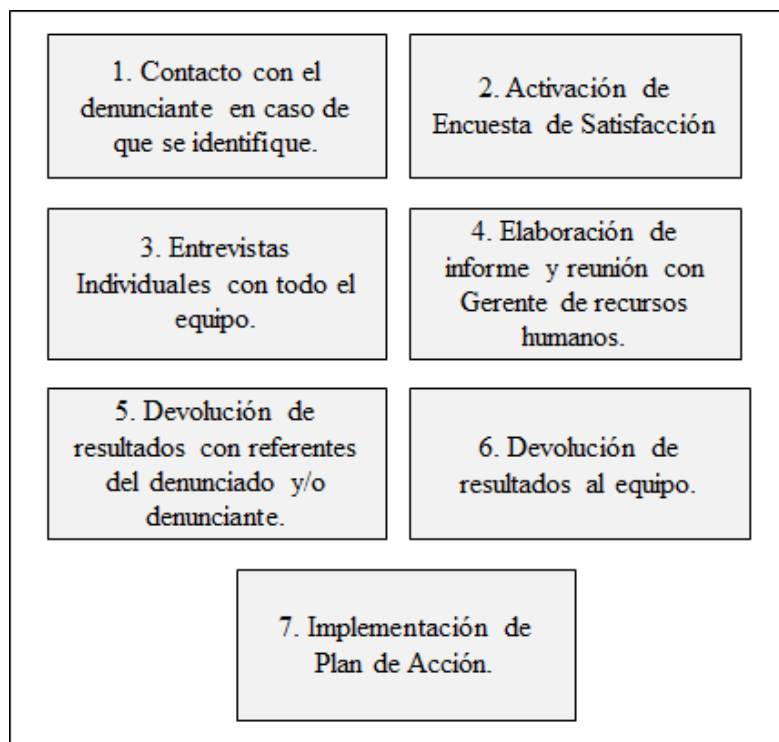 1. Contacto con el
denunciante en caso de
que se identifique.
2. Activación de
Encuesta de Satisfacción
3. Entrevistas
Individuales con todo el
equipo.
4. Elaboración de
informe y reunión con
Gerente de recursos
humanos.
5. Devolución de
resultados con referentes
del denunciado y/o
denunciante.
6. Devolución de
resultados al equipo.
7. Implementación de
Plan de Acción.